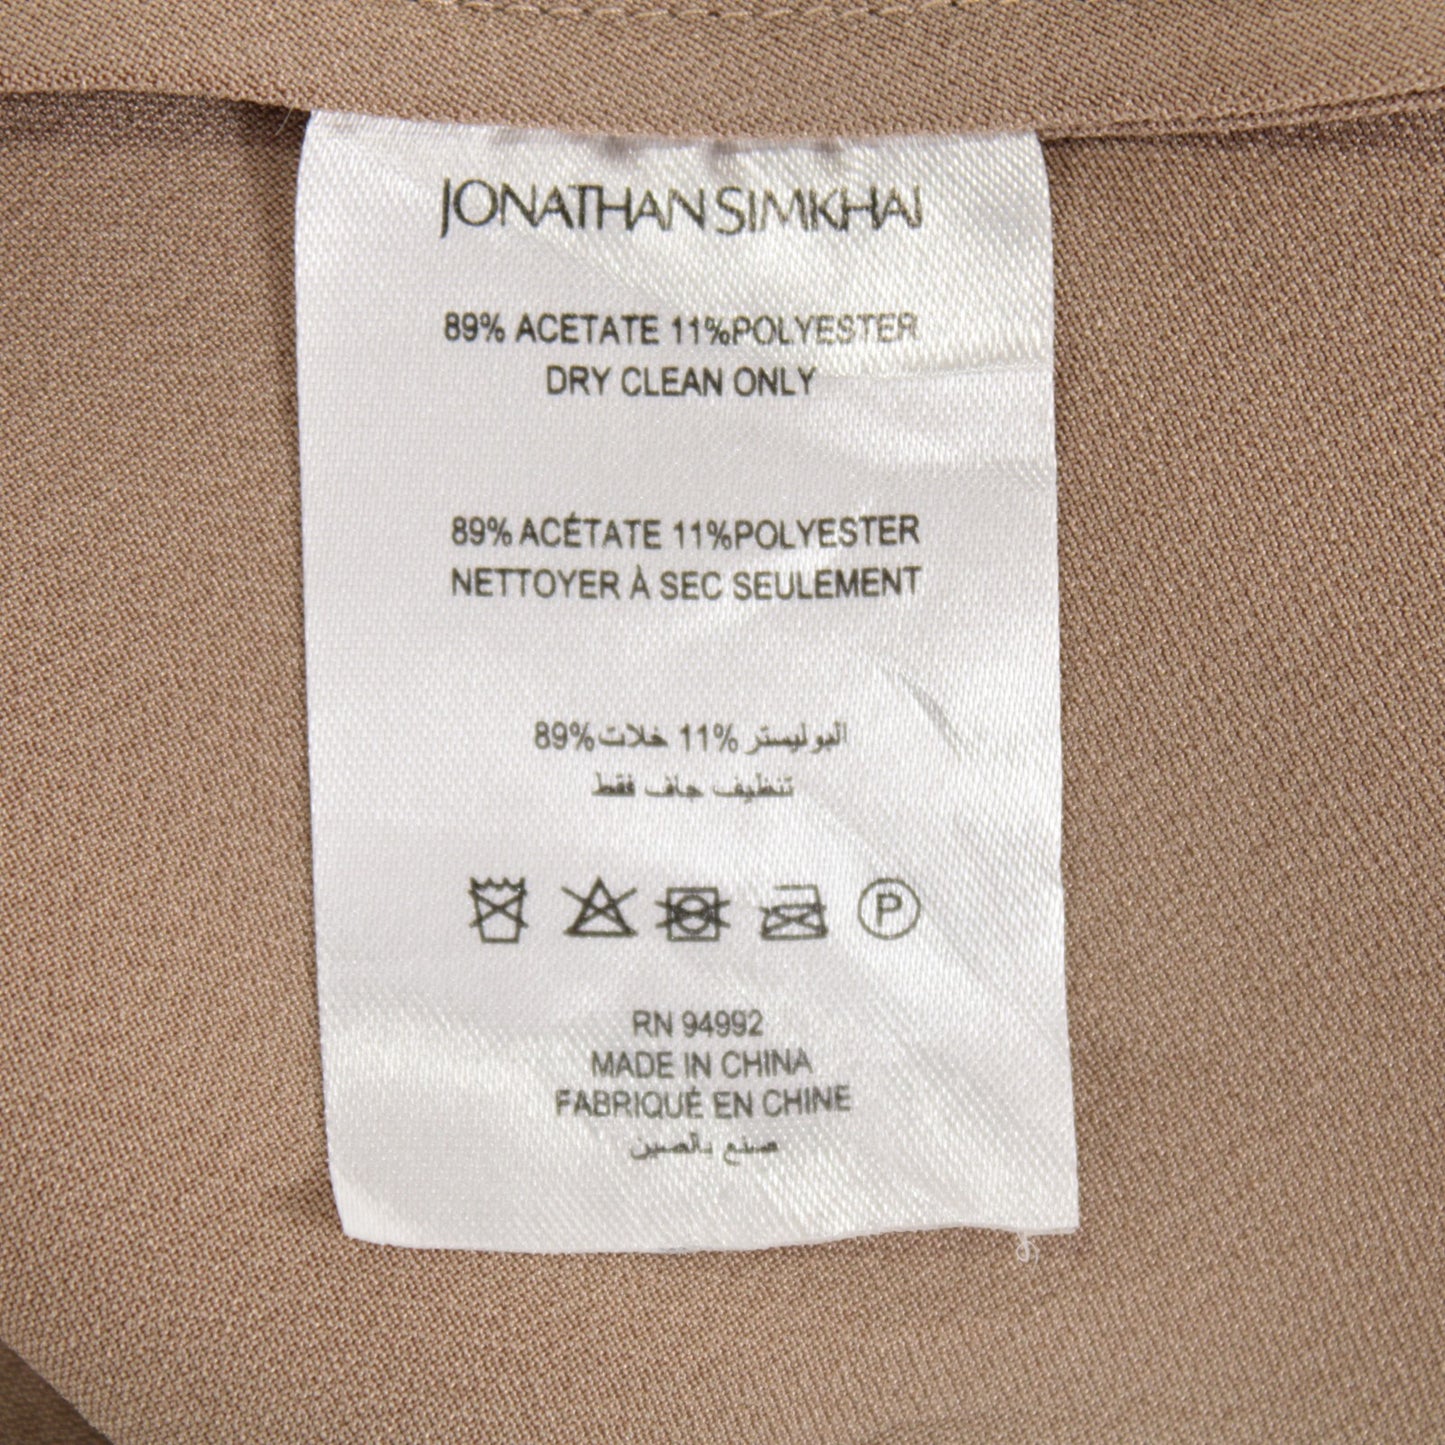 JONATHAN SIMKHAI
89% ACETATE 11%POLYESTER
DRY CLEAN ONLY
89% ACÉTATE 11%POLYESTER
NETTOYER À SEC SEULEMENT
البوليستر 11% خلات 89%
تنظيف جاف فقط
P
RN 94992
MADE IN CHINA
FABRIQUÉ EN CHINE
صنع بالصين